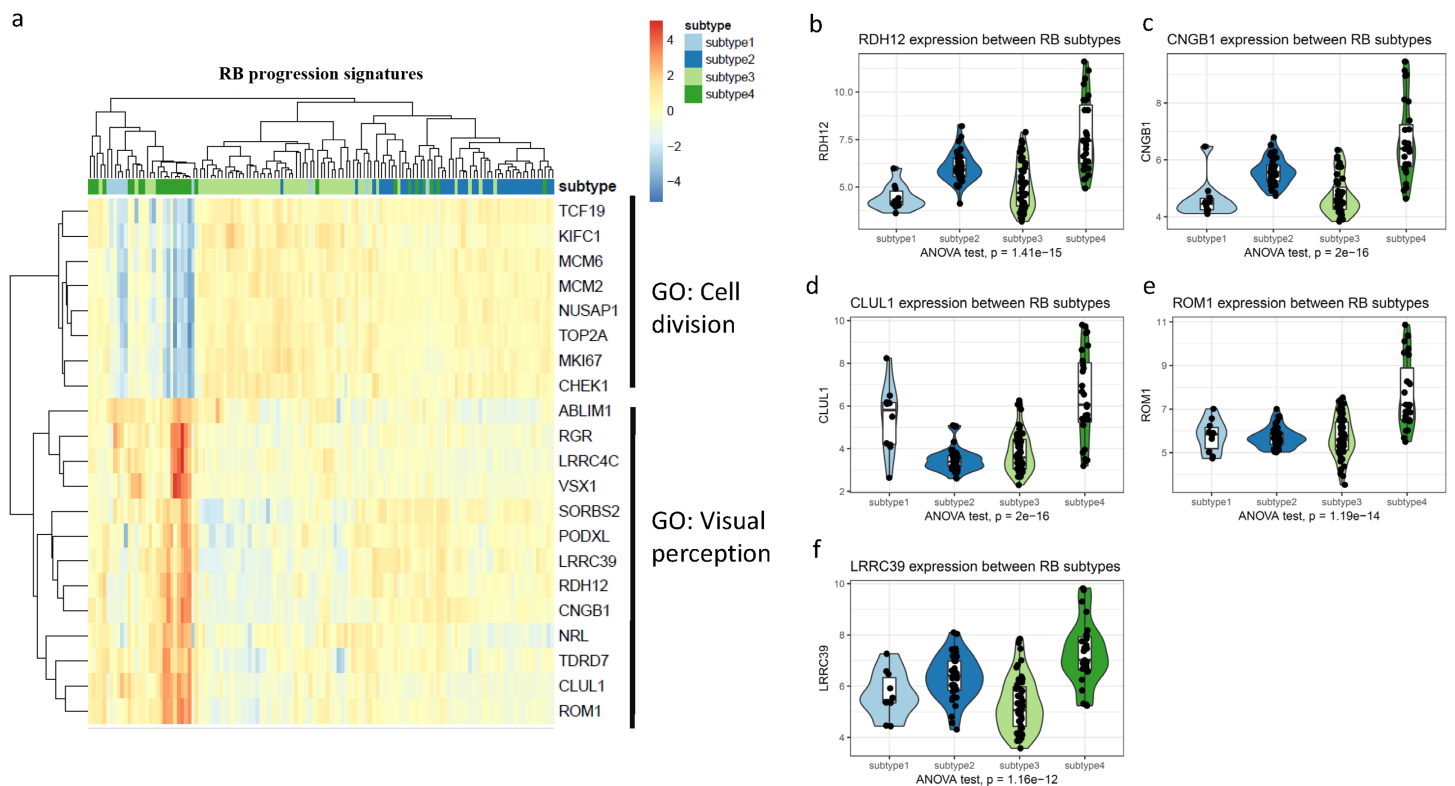 a
RB progression signatures
4
2
0
−2
−4
subtype
subtype1
subtype2
subtype3
subtype4
subtype
TCF19
KIFC1
MCM6
MCM2
NUSAP1
TOP2A
MKI67
CHEK1
ABLIM1
RGR
LRRC4C
VSX1
SORBS2
PODXL
LRRC39
RDH12
CNGB1
NRL
TDRD7
CLUL1
ROM1
GO: Cell
division
GO: Visual
perception
b
RDH12 expression between RB subtypes
RDH12
10.0
7.5
5.0
subtype1 subtype2 subtype3 subtype4
ANOVA test, p = 1.41e−15
c
CNGB1 expression between RB subtypes
CNGB1
8
6
4
subtype1 subtype2 subtype3 subtype4
ANOVA test, p = 2e−16
d
CLUL1 expression between RB subtypes
CLUL1
10
8
6
4
2
subtype1 subtype2 subtype3 subtype4
ANOVA test, p = 2e−16
e
ROM1 expression between RB subtypes
ROM1
11
9
7
5
subtype1 subtype2 subtype3 subtype4
ANOVA test, p = 1.19e−14
f
LRRC39 expression between RB subtypes
LRRC39
10
8
6
4
subtype1 subtype2 subtype3 subtype4
ANOVA test, p = 1.16e−12